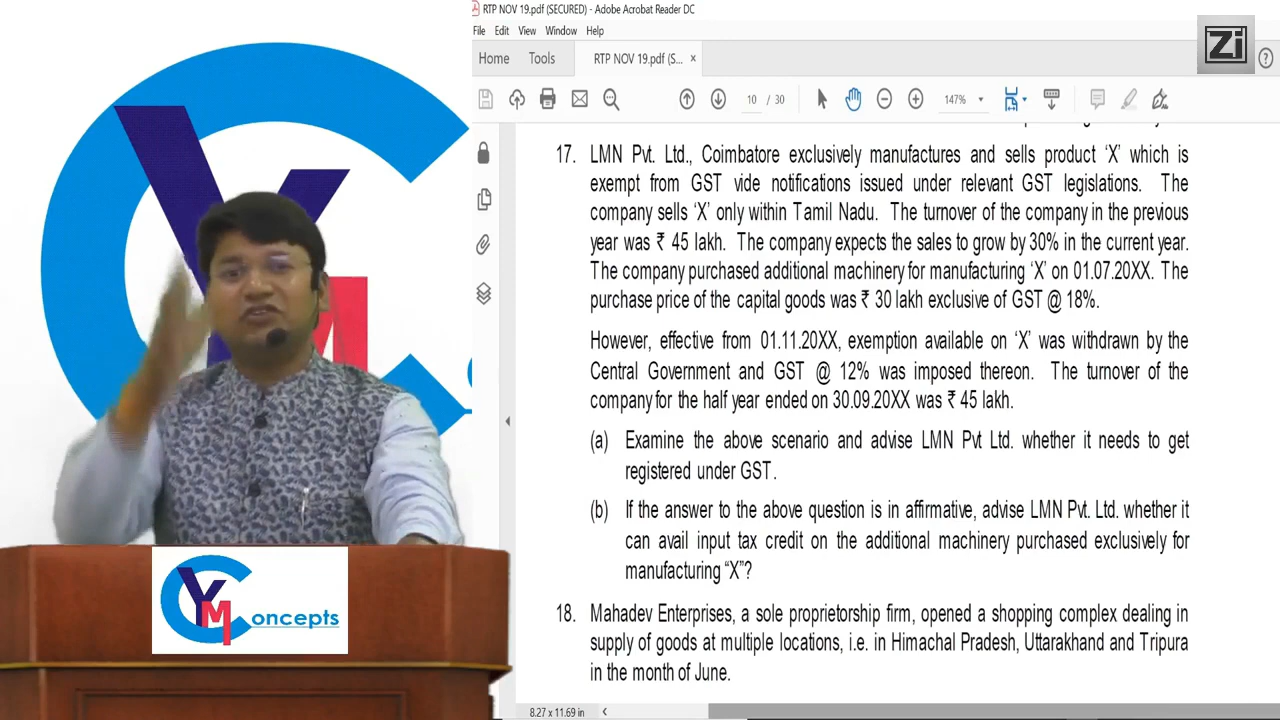 RTP NOV 19.pdf (SECURED) - Adobe Acrobat Reader DC
File Edit View Window Help
Zi
Home Tools RTP NOV 19.pdf (S... ×
10 / 30 147%
17. LMN Pvt. Ltd., Coimbatore exclusively manufactures and sells product ‘X’ which is
exempt from GST vide notifications issued under relevant GST legislations. The
company sells ‘X’ only within Tamil Nadu. The turnover of the company in the previous
year was ₹ 45 lakh. The company expects the sales to grow by 30% in the current year.
The company purchased additional machinery for manufacturing ‘X’ on 01.07.20XX. The
purchase price of the capital goods was ₹ 30 lakh exclusive of GST @ 18%.
However, effective from 01.11.20XX, exemption available on ‘X’ was withdrawn by the
Central Government and GST @ 12% was imposed thereon. The turnover of the
company for the half year ended on 30.09.20XX was ₹ 45 lakh.
(a) Examine the above scenario and advise LMN Pvt Ltd. whether it needs to get
registered under GST.
(b) If the answer to the above question is in affirmative, advise LMN Pvt. Ltd. whether it
can avail input tax credit on the additional machinery purchased exclusively for
manufacturing “X”?
18. Mahadev Enterprises, a sole proprietorship firm, opened a shopping complex dealing in
supply of goods at multiple locations, i.e. in Himachal Pradesh, Uttarakhand and Tripura
in the month of June.
8.27 x 11.69 in
YM
Concepts